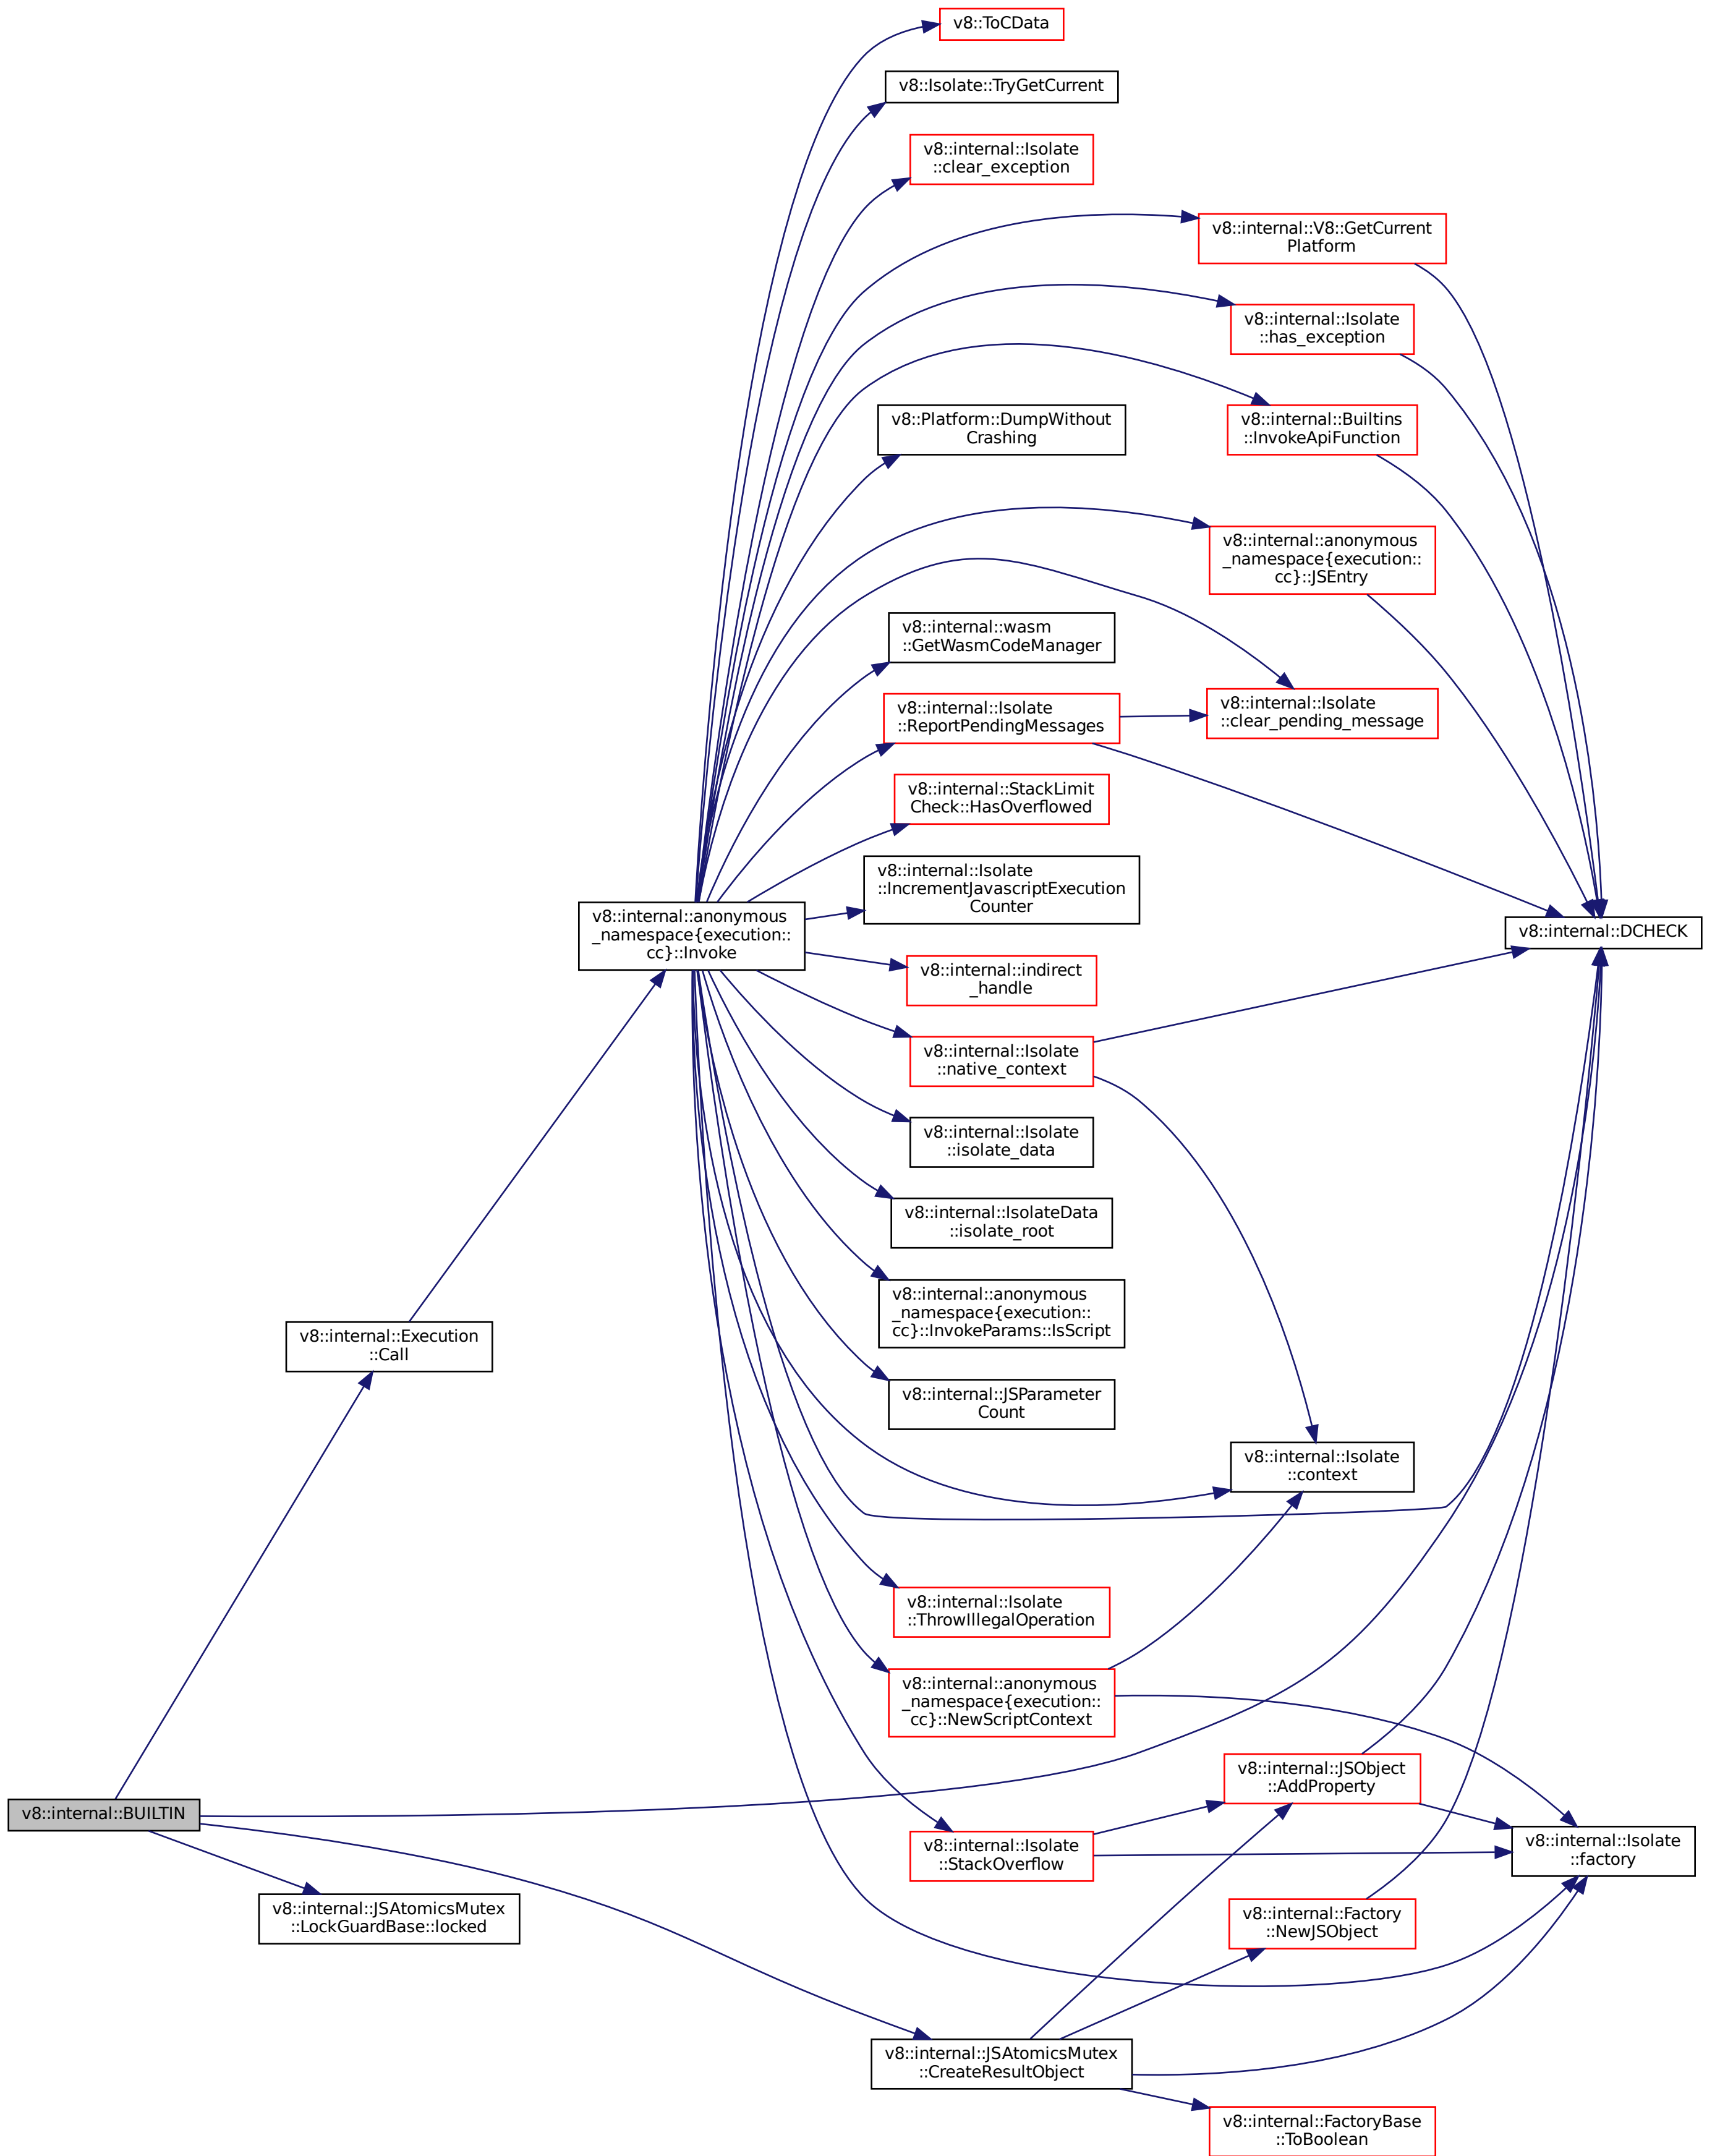 v8::ToCData
v8::Isolate::TryGetCurrent
v8::internal::Isolate
::clear_exception
v8::internal::V8::GetCurrent
Platform
v8::internal::Isolate
::has_exception
v8::Platform::DumpWithout
Crashing
v8::internal::Builtins
::InvokeApiFunction
v8::internal::anonymous
_namespace{execution::
cc}::JSEntry
v8::internal::wasm
::GetWasmCodeManager
v8::internal::Isolate
::ReportPendingMessages
v8::internal::Isolate
::clear_pending_message
v8::internal::StackLimit
Check::HasOverflowed
v8::internal::Isolate
::IncrementJavascriptExecution
Counter
v8::internal::anonymous
_namespace{execution::
cc}::Invoke
v8::internal::DCHECK
v8::internal::indirect
_handle
v8::internal::Isolate
::native_context
v8::internal::Isolate
::isolate_data
v8::internal::IsolateData
::isolate_root
v8::internal::anonymous
_namespace{execution::
cc}::InvokeParams::IsScript
v8::internal::Execution
::Call
v8::internal::JSParameter
Count
v8::internal::Isolate
::context
v8::internal::Isolate
::ThrowIllegalOperation
v8::internal::anonymous
_namespace{execution::
cc}::NewScriptContext
v8::internal::JSObject
::AddProperty
v8::internal::BUILTIN
v8::internal::Isolate
::StackOverflow
v8::internal::Isolate
::factory
v8::internal::JSAtomicsMutex
::LockGuardBase::locked
v8::internal::Factory
::NewJSObject
v8::internal::JSAtomicsMutex
::CreateResultObject
v8::internal::FactoryBase
::ToBoolean